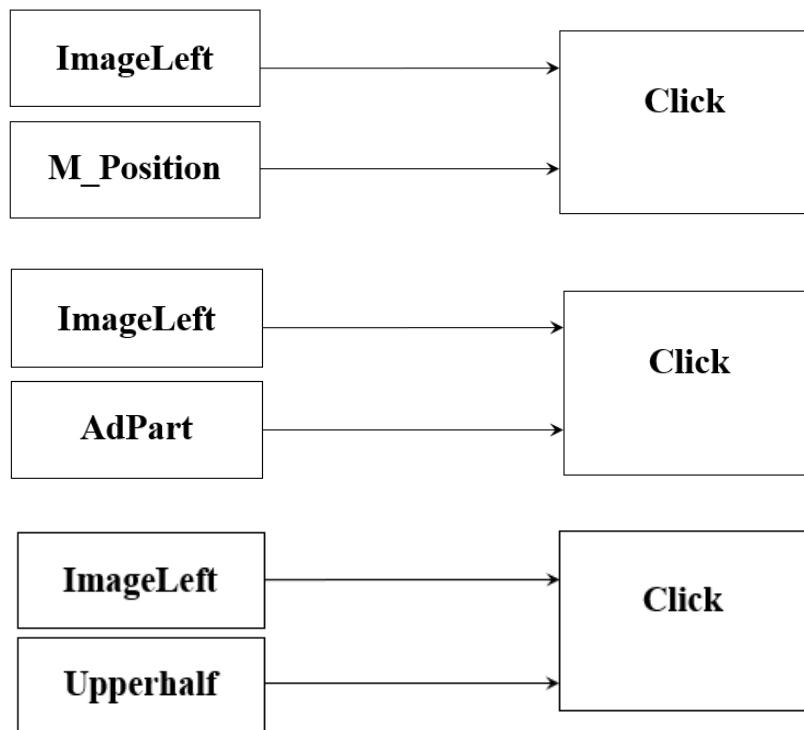 ImageLeft
Click
M_Position
ImageLeft
Click
AdPart
ImageLeft
Click
Upperhalf